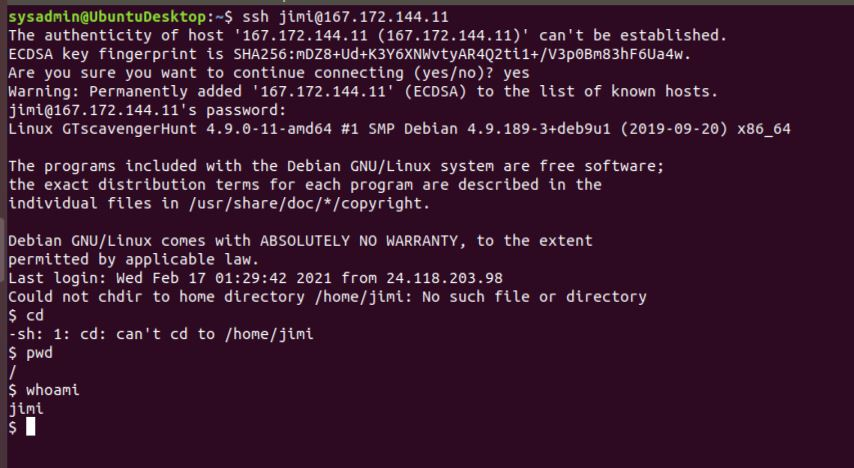 sysadmin@UbuntuDesktop:~$ ssh jimi@167.172.144.11
The authenticity of host '167.172.144.11 (167.172.144.11)' can't be established.
ECDSA key fingerprint is SHA256:mDZ8+Ud+K3Y6XNWvtyAR4Q2ti1+/V3p0Bm83hF6Ua4w.
Are you sure you want to continue connecting (yes/no)? yes
Warning: Permanently added '167.172.144.11' (ECDSA) to the list of known hosts.
jimi@167.172.144.11's password:
Linux GTscavengerHunt 4.9.0-11-amd64 #1 SMP Debian 4.9.189-3+deb9u1 (2019-09-20) x86_64
The programs included with the Debian GNU/Linux system are free software;
the exact distribution terms for each program are described in the
individual files in /usr/share/doc/*/copyright.
Debian GNU/Linux comes with ABSOLUTELY NO WARRANTY, to the extent
permitted by applicable law.
Last login: Wed Feb 17 01:29:42 2021 from 24.118.203.98
Could not chdir to home directory /home/jimi: No such file or directory
$ cd
-sh: 1: cd: can't cd to /home/jimi
$ pwd
/
$ whoami
jimi
$